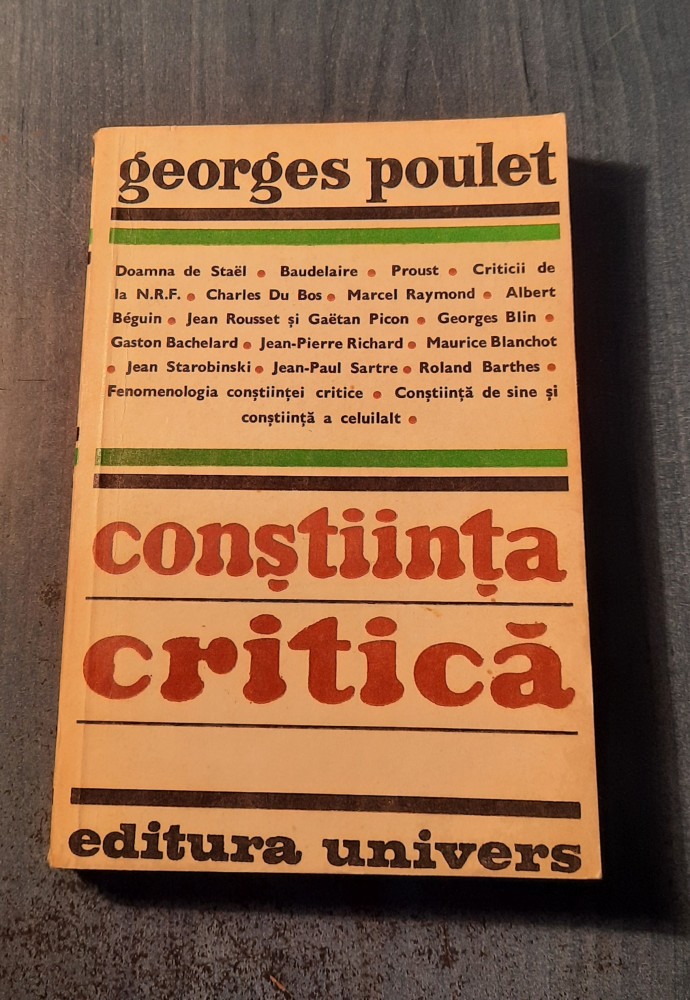 georges poulet
Doamna de Staël • Baudelaire • Proust • Criticii de
la N.R.F. • Charles Du Bos • Marcel Raymond • Albert
Béguin • Jean Rousset și Gaëtan Picon • Georges Blin •
Gaston Bachelard • Jean-Pierre Richard • Maurice Blanchot
• Jean Starobinski • Jean-Paul Sartre • Roland Barthes •
Fenomenologia conștiinței critice • Conștiință de sine și
conștiință a celuilalt •
conștiința
critică
editura univers